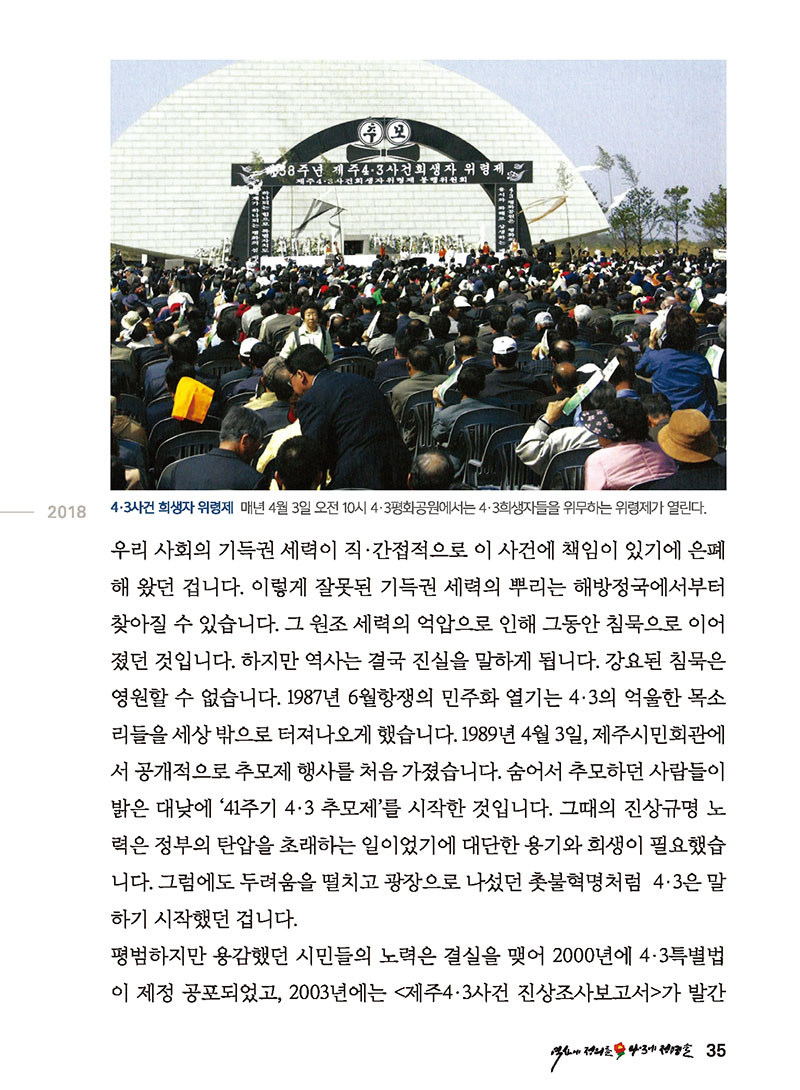 추모
제58주년 제주4·3사건희생자 위령제
제주4·3사건희생자위령제 봉행위원회
2018
4·3사건 희생자 위령제 매년 4월 3일 오전 10시 4·3평화공원에서는 4·3희생자들을 위무하는 위령제가 열린다.
우리 사회의 기득권 세력이 직·간접적으로 이 사건에 책임이 있기에 은폐
해 왔던 겁니다. 이렇게 잘못된 기득권 세력의 뿌리는 해방정국에서부터
찾아질 수 있습니다. 그 원조 세력의 억압으로 인해 그동안 침묵으로 이어
졌던 것입니다. 하지만 역사는 결국 진실을 말하게 됩니다. 강요된 침묵은
영원할 수 없습니다. 1987년 6월항쟁의 민주화 열기는 4·3의 억울한 목소
리들을 세상 밖으로 터져나오게 했습니다. 1989년 4월 3일, 제주시민회관에
서 공개적으로 추모제 행사를 처음 가졌습니다. 숨어서 추모하던 사람들이
밝은 대낮에 ‘41주기 4·3 추모제’를 시작한 것입니다. 그때의 진상규명 노
력은 정부의 탄압을 초래하는 일이었기에 대단한 용기와 희생이 필요했습
니다. 그럼에도 두려움을 떨치고 광장으로 나섰던 촛불혁명처럼 4·3은 말
하기 시작했던 겁니다.
평범하지만 용감했던 시민들의 노력은 결실을 맺어 2000년에 4·3특별법
이 제정 공포되었고, 2003년에는 <제주4·3사건 진상조사보고서>가 발간
역사에 정의를 4·3에 정명을 35